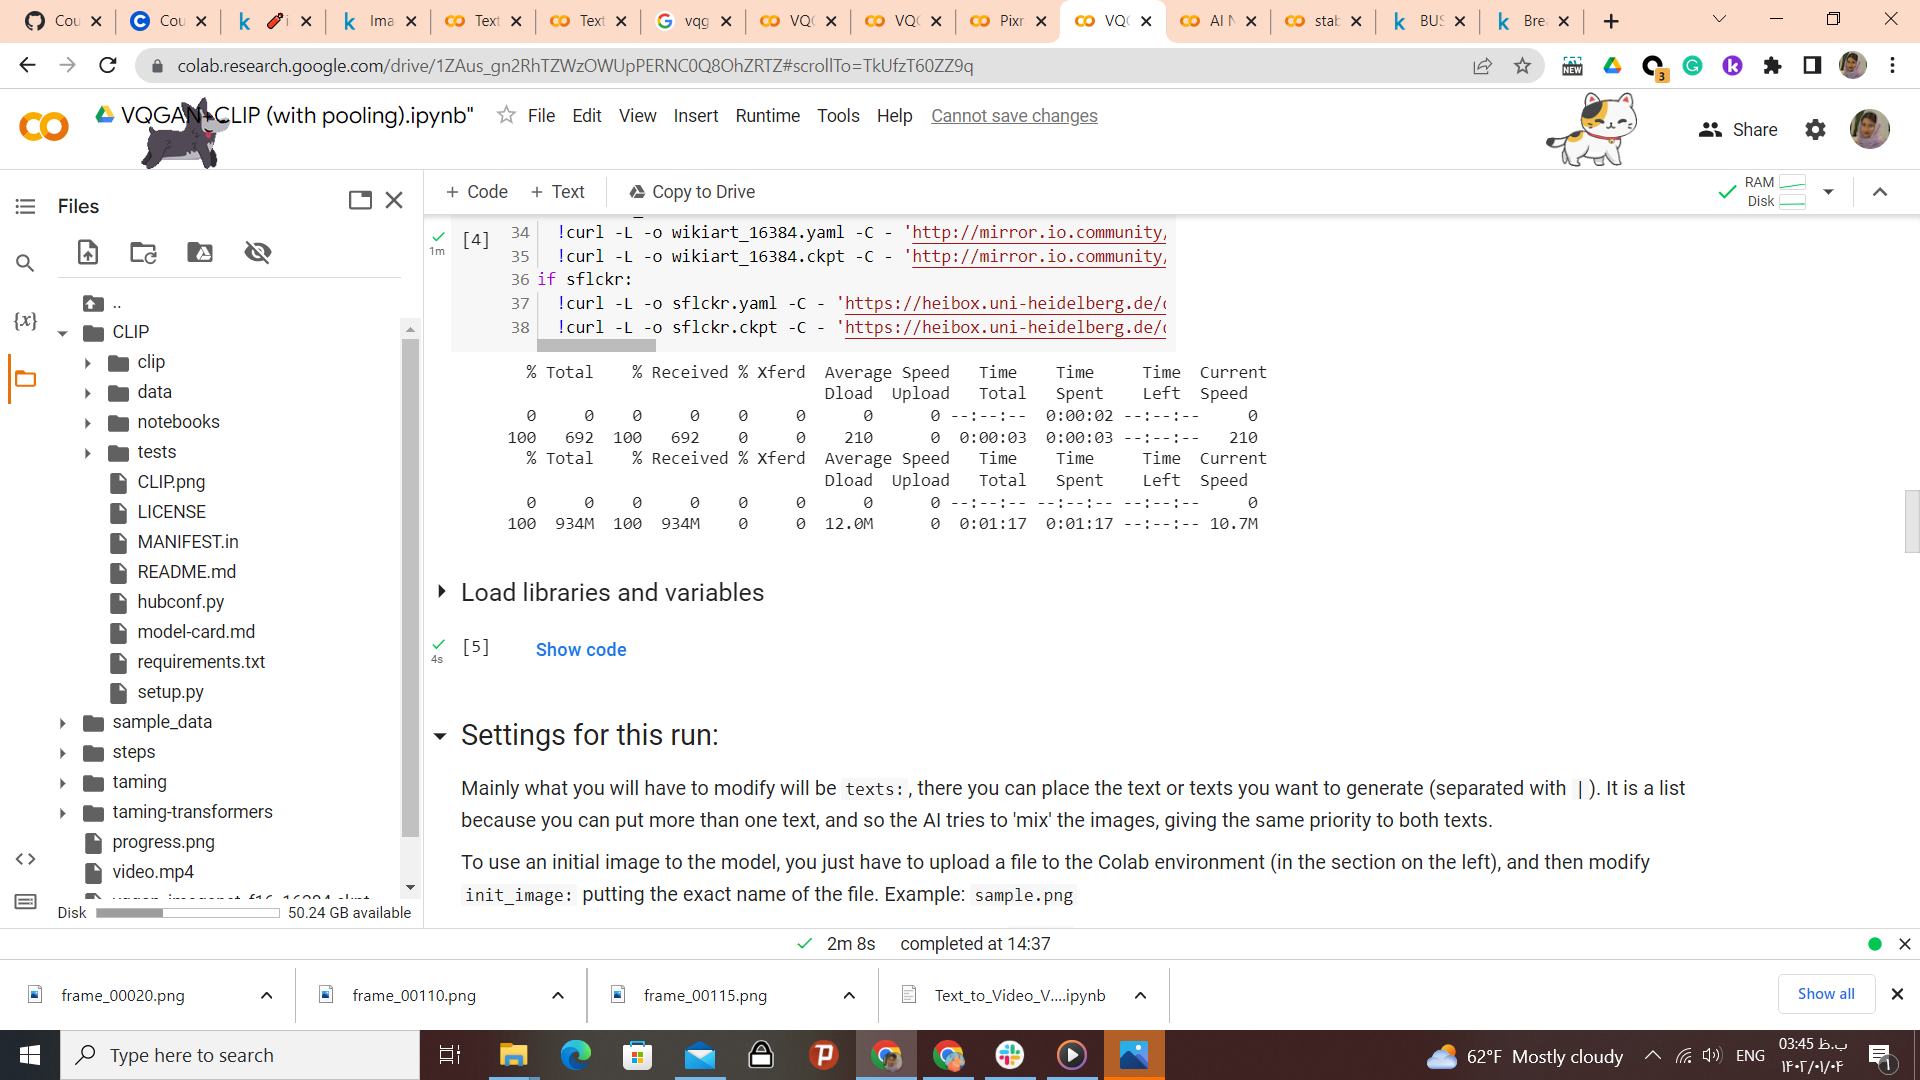 Cou
Cou
i
Ima
Text
Text
vqg
VQ
VQ
Pixr
VQ
AI N
stab
BUS
Bre
colab.research.google.com/drive/1ZAus_gn2RhTZWzOWUpPERNC0Q8OhZRTZ#scrollTo=TkUfzT60ZZ9q
NEW
3
VQGAN+CLIP (with pooling).ipynb"
File Edit View Insert Runtime Tools Help Cannot save changes
Share
Files
+ Code + Text Copy to Drive
RAM
Disk
..
CLIP
clip
data
notebooks
tests
CLIP.png
LICENSE
MANIFEST.in
README.md
hubconf.py
model-card.md
requirements.txt
setup.py
sample_data
steps
taming
taming-transformers
progress.png
video.mp4
Disk 50.24 GB available
{x}
<>
1m
[4]
34 !curl -L -o wikiart_16384.yaml -C - 'http://mirror.io.community/
35 !curl -L -o wikiart_16384.ckpt -C - 'http://mirror.io.community/
36 if sflckr:
37 !curl -L -o sflckr.yaml -C - 'https://heibox.uni-heidelberg.de/d
38 !curl -L -o sflckr.ckpt -C - 'https://heibox.uni-heidelberg.de/d
% Total % Received % Xferd Average Speed Time Time Time Current
Dload Upload Total Spent Left Speed
0 0 0 0 0 0 0 0 --:--:-- 0:00:02 --:--:-- 0
100 692 100 692 0 0 210 0 0:00:03 0:00:03 --:--:-- 210
% Total % Received % Xferd Average Speed Time Time Time Current
Dload Upload Total Spent Left Speed
0 0 0 0 0 0 0 0 --:--:-- --:--:-- --:--:-- 0
100 934M 100 934M 0 0 12.0M 0 0:01:17 0:01:17 --:--:-- 10.7M
Load libraries and variables
4s
[5] Show code
Settings for this run:
Mainly what you will have to modify will be texts:, there you can place the text or texts you want to generate (separated with |). It is a list
because you can put more than one text, and so the AI tries to 'mix' the images, giving the same priority to both texts.
To use an initial image to the model, you just have to upload a file to the Colab environment (in the section on the left), and then modify
init_image: putting the exact name of the file. Example: sample.png
2m 8s completed at 14:37
frame_00020.png
frame_00110.png
frame_00115.png
Text_to_Video_V....ipynb
Show all
Type here to search
62°F Mostly cloudy
ENG
03:45 ب.ظ
۱۴۰۲/۰۱/۰۴
1